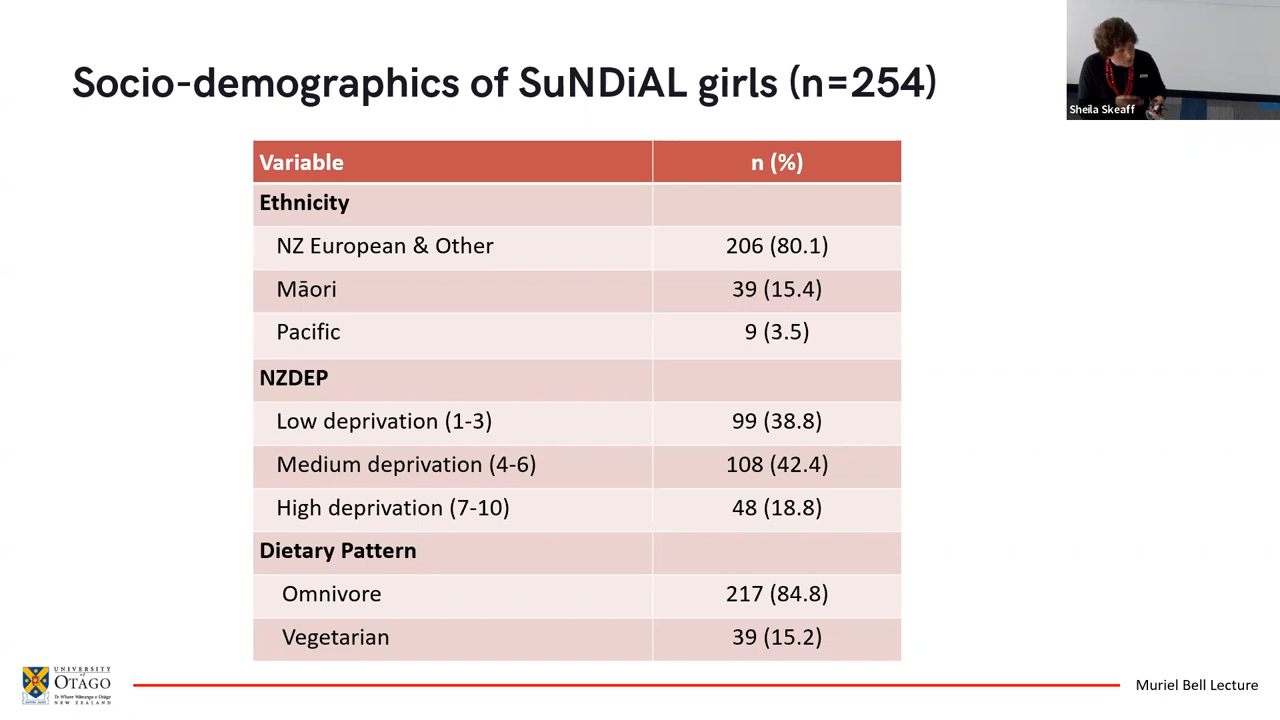 Socio-demographics of SuNDiAL girls (n=254)
Sheila Skeaff
Variable n (%)
Ethnicity
NZ European & Other 206 (80.1)
Māori 39 (15.4)
Pacific 9 (3.5)
NZDEP
Low deprivation (1-3) 99 (38.8)
Medium deprivation (4-6) 108 (42.4)
High deprivation (7-10) 48 (18.8)
Dietary Pattern
Omnivore 217 (84.8)
Vegetarian 39 (15.2)
UNIVERSITY
of
OTAGO
Te Whare Wānanga o Otāgo
NEW ZEALAND
Muriel Bell Lecture